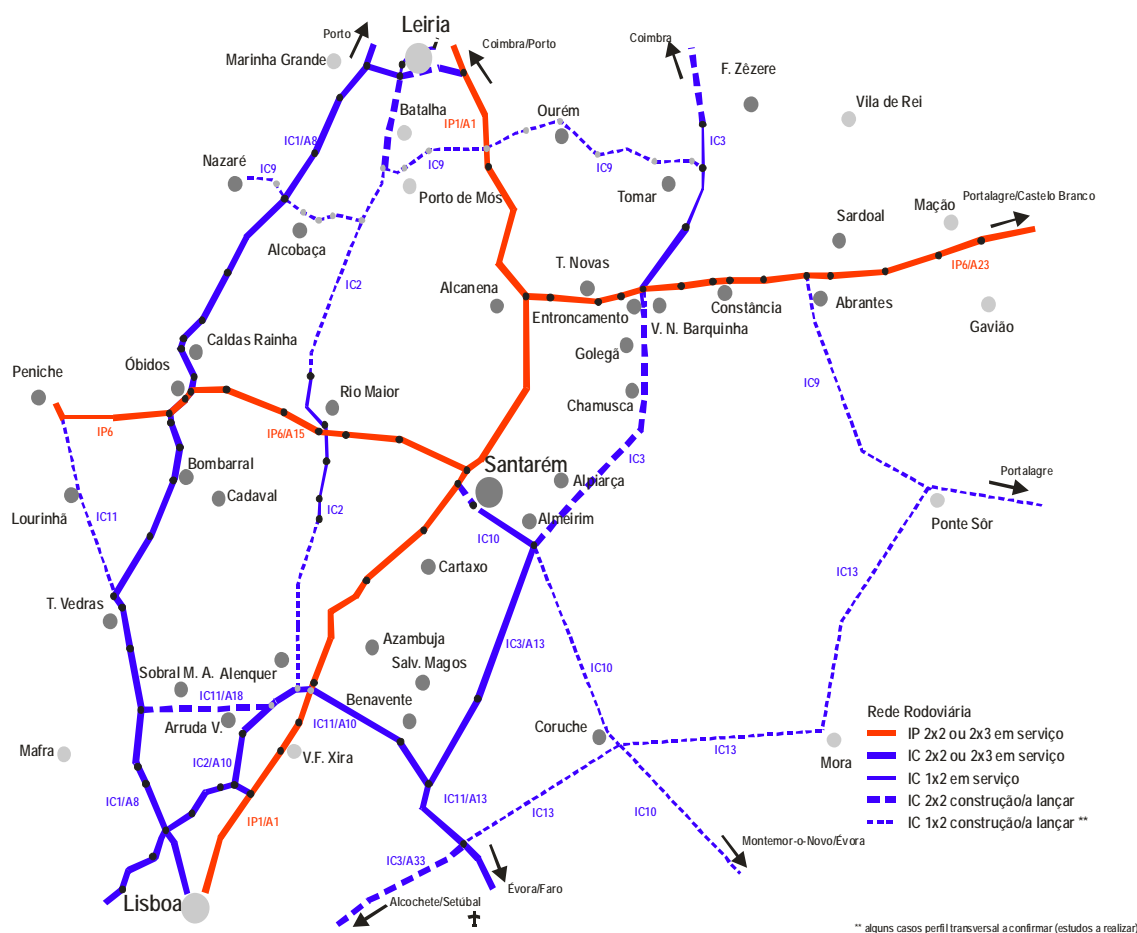 Leiria
Porto
Coimbra/Porto
Coimbra
Marinha Grande
F. Zêzere
Vila de Rei
Batalha
Ourém
IP1/A1
IC1/A8
IC3
IC9
Nazaré
IC9
IC9
Porto de Mós
Tomar
Portalagre/Castelo Branco
Mação
Sardoal
Alcobaça
IP6/A23
IC2
T. Novas
Alcanena
Entroncamento
V. N. Barquinha
Constância
Abrantes
Gavião
Caldas Rainha
Golegã
Óbidos
Peniche
IC9
Chamusca
Rio Maior
IP6
IP6/A15
IC3
Santarém
Bombarral
Cadaval
Alpiarça
Portalagre
Lourinhã
IC11
IC2
Almeirim
Ponte Sôr
IC10
Cartaxo
IC13
T. Vedras
IC3/A13
Azambuja
Salv. Magos
Sobral M. A.
Alenquer
IC10
IC11/A18
Benavente
Arruda V.
IC11/A10
Coruche
Mafra
V.F. Xira
IC13
Mora
IC2/A10
IC11/A13
IC1/A8
IP1/A1
IC13
IC10
Rede Rodoviária
IP 2x2 ou 2x3 em serviço
IC 2x2 ou 2x3 em serviço
IC 1x2 em serviço
IC 2x2 construção/a lançar
IC 1x2 construção/a lançar **
Montemor-o-Novo/Évora
IC3/A33
Évora/Faro
Alcochete/Setúbal
Lisboa
** alguns casos perfil transversal a confirmar (estudos a realizar)